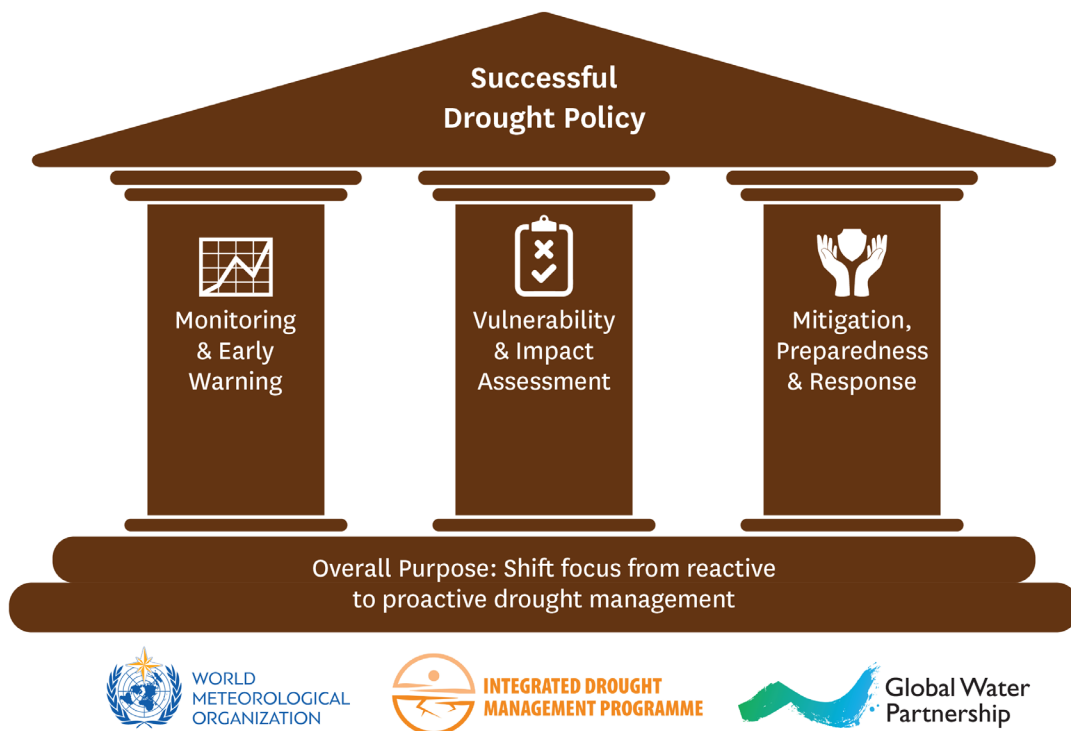 Successful
Drought Policy
Monitoring
& Early
Warning
Vulnerability
& Impact
Assessment
Mitigation,
Preparedness
& Response
Overall Purpose: Shift focus from reactive
to proactive drought management
WORLD
METEOROLOGICAL
ORGANIZATION
INTEGRATED DROUGHT
MANAGEMENT PROGRAMME
Global Water
Partnership